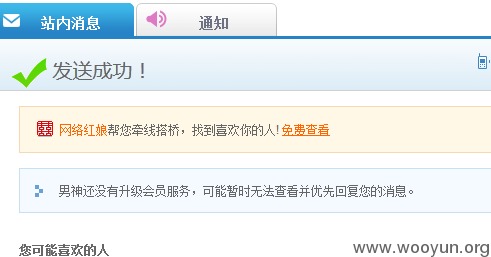 站内消息
通知
发送成功！
网络红娘帮您牵线搭桥，找到喜欢你的人! 免费查看
男神还没有升级会员服务，可能暂时无法查看并优先回复您的消息。
您可能喜欢的人
www.wooyun.org